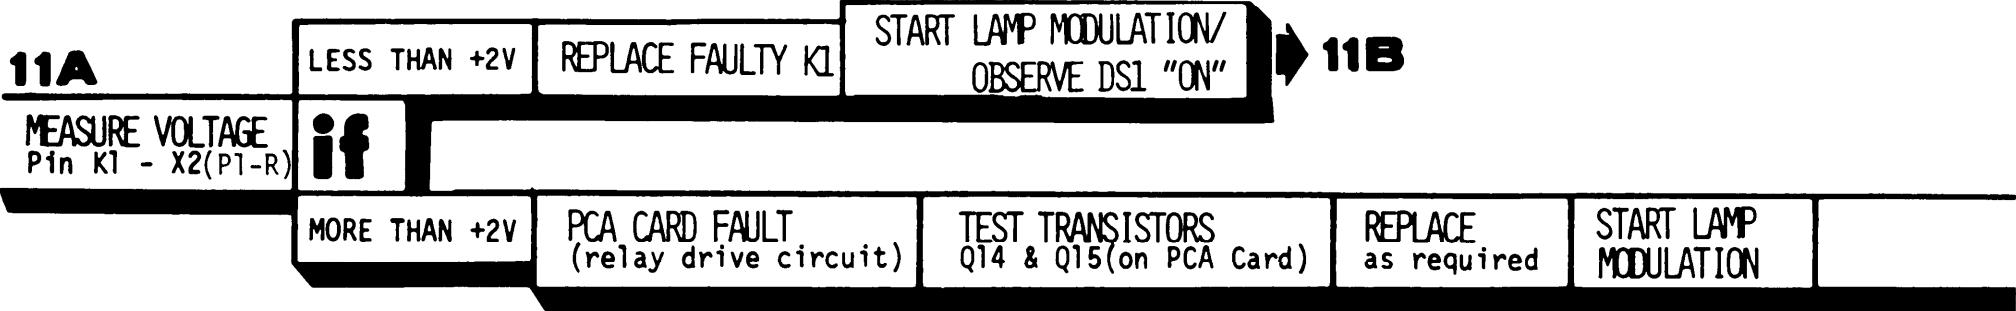 11A
MEASURE VOLTAGE
Pin K1 - X2(P1-R)
if
LESS THAN +2V
REPLACE FAULTY K1
START LAMP MODULATION/
OBSERVE DS1 "ON"
11B
MORE THAN +2V
PCA CARD FAULT
(relay drive circuit)
TEST TRANSISTORS
Q14 & Q15(on PCA Card)
REPLACE
as required
START LAMP
MODULATION